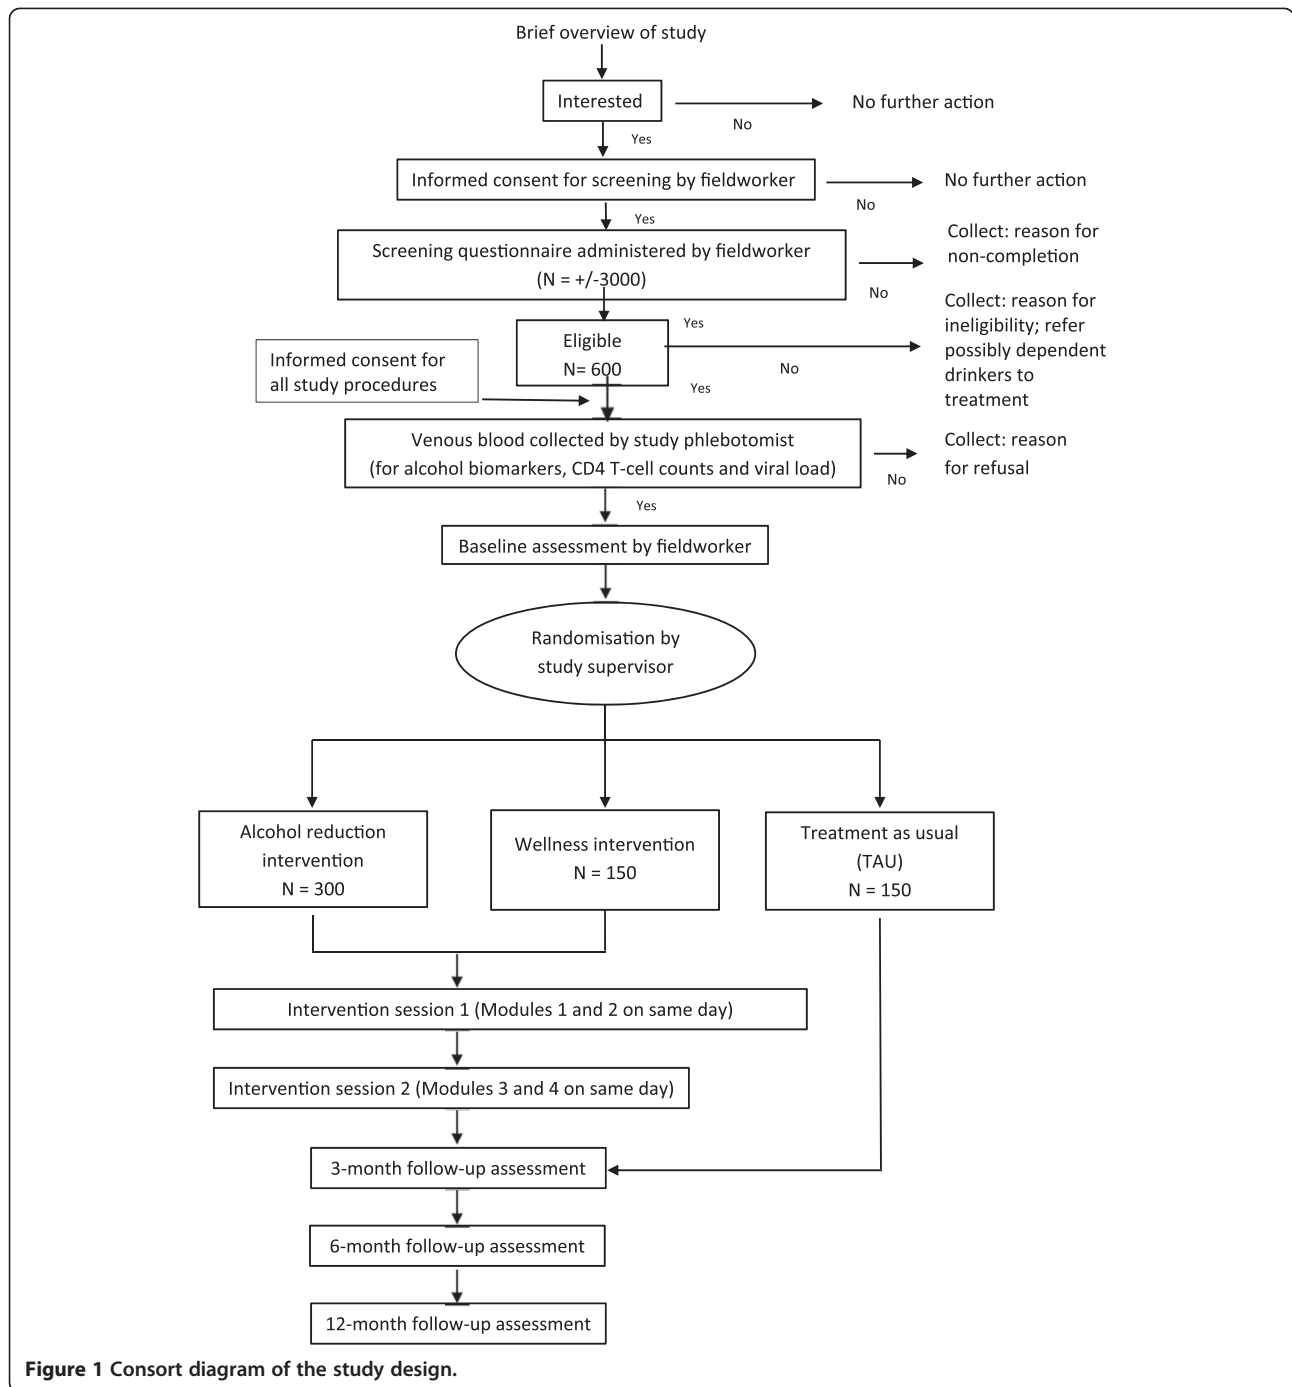 Brief overview of study
Interested
No further action
No
Yes
Informed consent for screening by fieldworker
No further action
No
Yes
Screening questionnaire administered by fieldworker
(N = +/-3000)
Collect: reason for
non-completion
No
Yes
Eligible
N= 600
Collect: reason for
ineligibility; refer
possibly dependent
drinkers to
treatment
No
Informed consent for
all study procedures
Yes
Venous blood collected by study phlebotomist
(for alcohol biomarkers, CD4 T-cell counts and viral load)
Collect: reason
for refusal
No
Yes
Baseline assessment by fieldworker
Randomisation by
study supervisor
Alcohol reduction
intervention
N = 300
Wellness intervention
N = 150
Treatment as usual
(TAU)
N = 150
Intervention session 1 (Modules 1 and 2 on same day)
Intervention session 2 (Modules 3 and 4 on same day)
3-month follow-up assessment
6-month follow-up assessment
12-month follow-up assessment
Figure 1 Consort diagram of the study design.